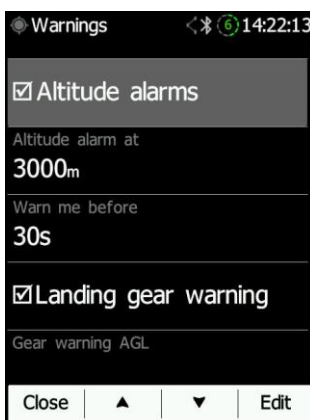 Warnings 6 14:22:13
Altitude alarms
Altitude alarm at
3000m
Warn me before
30s
Landing gear warning
Gear warning AGL
Close Edit